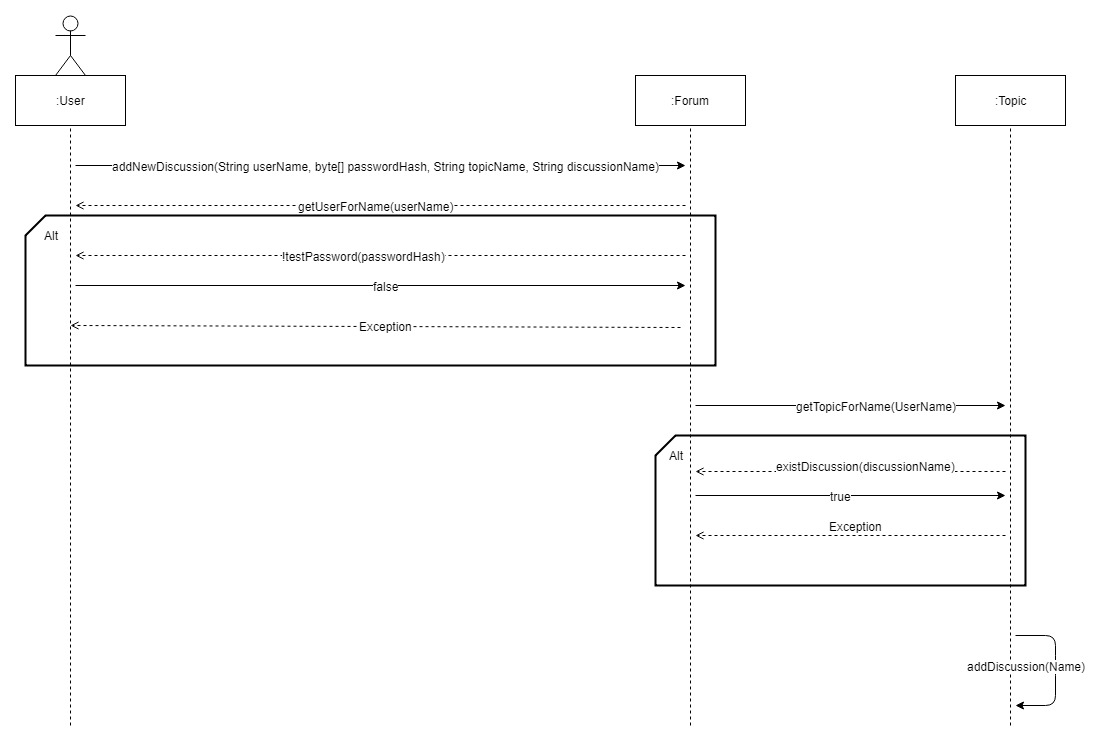 :User
:Forum
:Topic
addNewDiscussion(String userName, byte[] passwordHash, String topicName, String discussionName)
getUserForName(userName)
Alt
!testPassword(passwordHash)
false
Exception
getTopicForName(UserName)
Alt
existDiscussion(discussionName)
true
Exception
addDiscussion(Name)